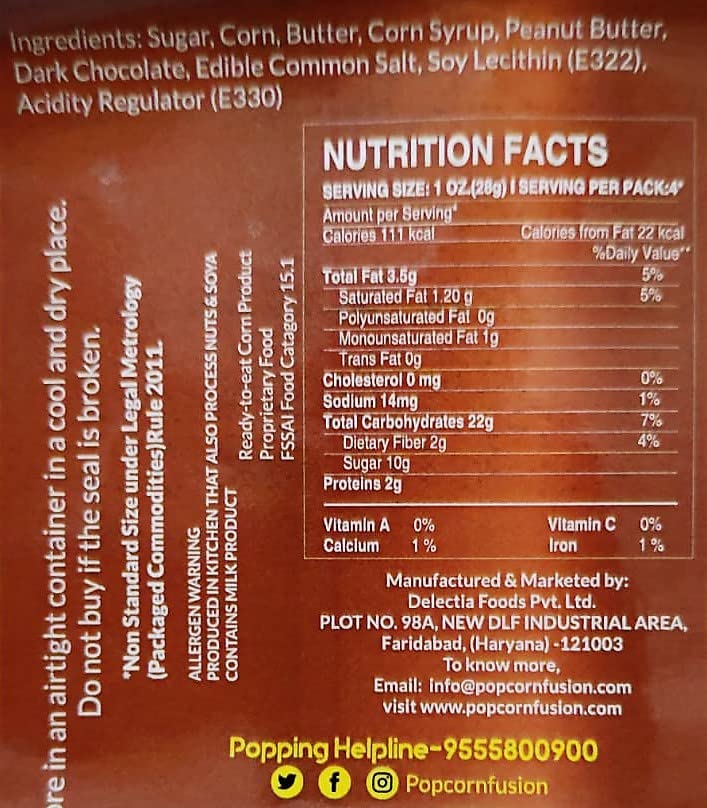 Ingredients: Sugar, Corn, Butter, Corn Syrup, Peanut Butter,
Dark Chocolate, Edible Common Salt, Soy Lecithin (E322),
Acidity Regulator (E330)
NUTRITION FACTS
SERVING SIZE: 1 OZ.(28g) I SERVING PER PACK:4*
Amount per Serving*
Calories 111 kcal Calories from Fat 22 kcal
%Daily Value**
Total Fat 3.5g 5%
Saturated Fat 1.20 g 5%
Polyunsaturated Fat 0g
Monounsaturated Fat 1g
Trans Fat 0g
Cholesterol 0 mg 0%
Sodium 14mg 1%
Total Carbohydrates 22g 7%
Dietary Fiber 2g 4%
Sugar 10g
Proteins 2g
Vitamin A 0% Vitamin C 0%
Calcium 1% Iron 1%
Manufactured & Marketed by:
Delectia Foods Pvt. Ltd.
PLOT NO. 98A, NEW DLF INDUSTRIAL AREA,
Faridabad, (Haryana) -121003
To know more,
Email: info@popcornfusion.com
visit www.popcornfusion.com
re in an airtight container in a cool and dry place.
Do not buy if the seal is broken.
*Non Standard Size under Legal Metrology
(Packaged Commodities)Rule 2011.
ALLERGEN WARNING
PRODUCED IN KITCHEN THAT ALSO PROCESS NUTS & SOYA
CONTAINS MILK PRODUCT
Ready-to-eat Corn Product
Proprietary Food
FSSAI Food Catagory 15.1
Popping Helpline-9555800900
Popcornfusion